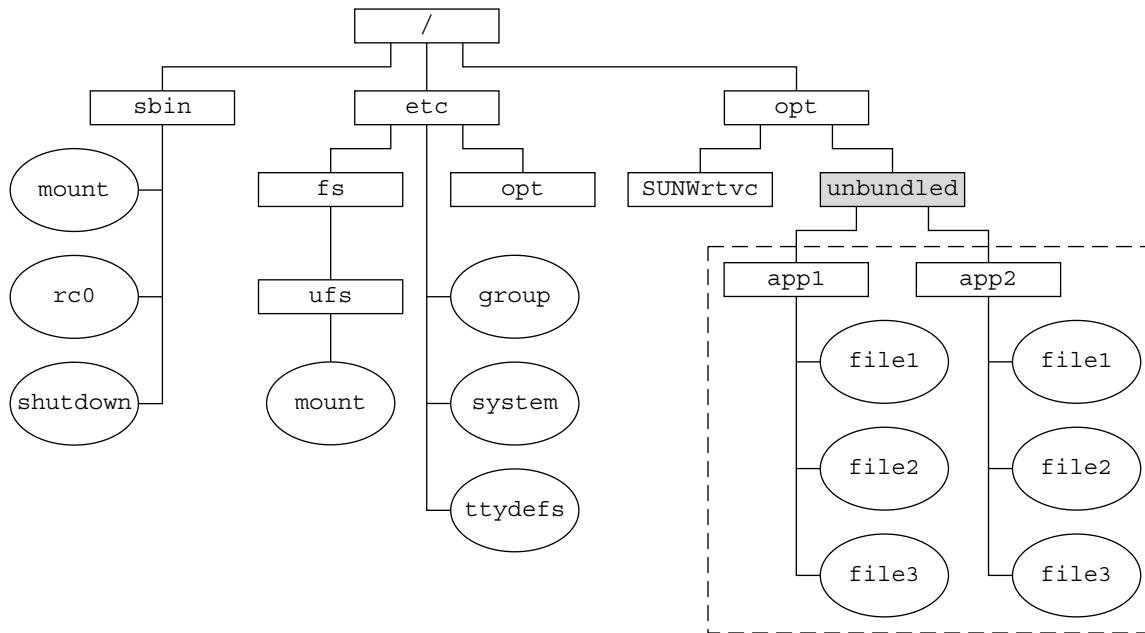 /
sbin
etc
opt
mount
fs
opt
SUNWrtvc
unbundled
rc0
ufs
group
app1
app2
shutdown
mount
system
file1
file1
ttydefs
file2
file2
file3
file3